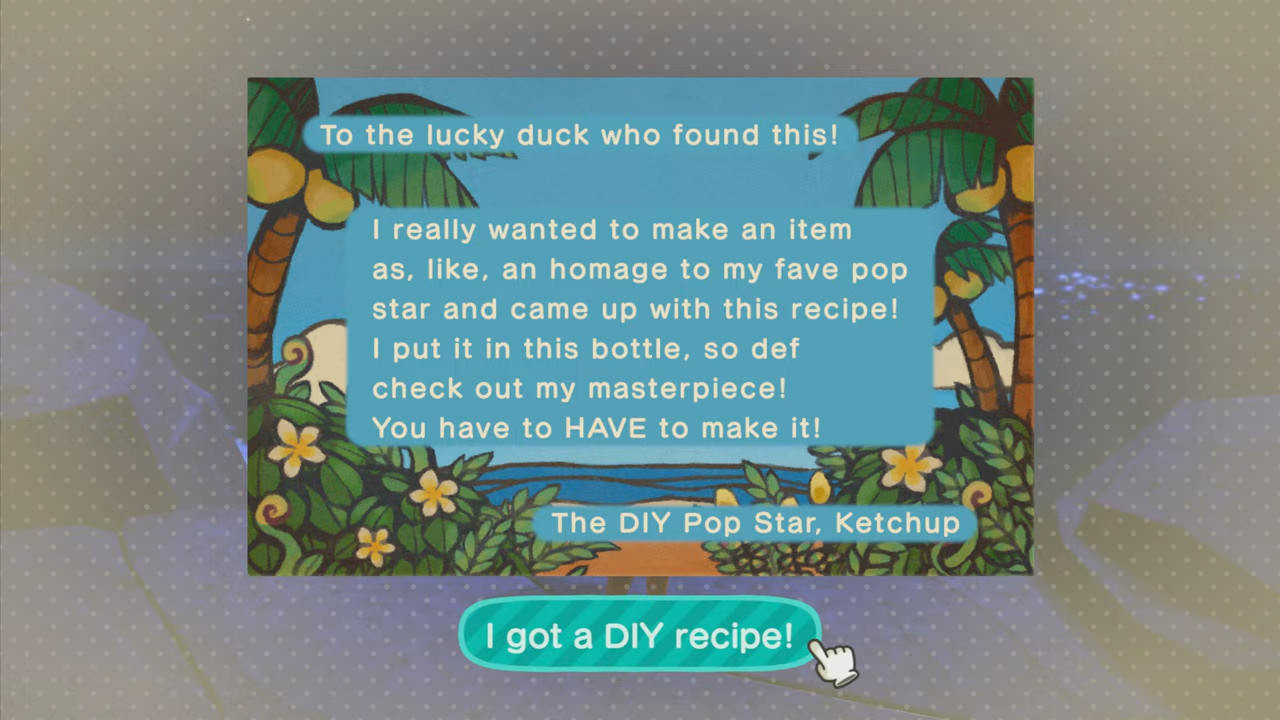 To the lucky duck who found this!
I really wanted to make an item
as, like, an homage to my fave pop
star and came up with this recipe!
I put it in this bottle, so def
check out my masterpiece!
You have to HAVE to make it!
The DIY Pop Star, Ketchup
I got a DIY recipe!